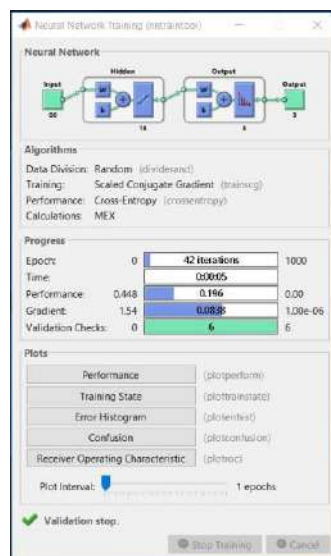 Neural Network Training (nntraintool)
Neural Network
Hidden Output
Input Output
W W
b b
Algorithms
Data Division: Random (dividerand)
Training: Scaled Conjugate Gradient (trainscg)
Performance: Cross-Entropy (crossentropy)
Calculations: MEX
Progress
Epoch: 0 42 iterations 1000
Time: 0:00:05
Performance: 0.448 0.196 0.00
Gradient: 1.54 0.0838 1.00e-06
Validation Checks: 0 6 6
Plots
Performance (plotperform)
Training State (plottrainstate)
Error Histogram (ploterrhist)
Confusion (plotconfusion)
Receiver Operating Characteristic (plotroc)
Plot Interval: 1 epochs
Validation stop.
Stop Training Cancel